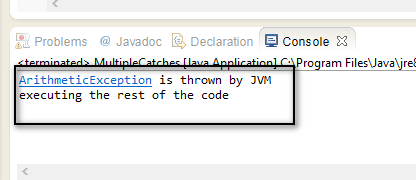 Problems @ Javadoc Declaration Console
<terminated> MultipleCatches [Java Application] C:\Program Files\Java\jre8
ArithmeticException is thrown by JVM
executing the rest of the code